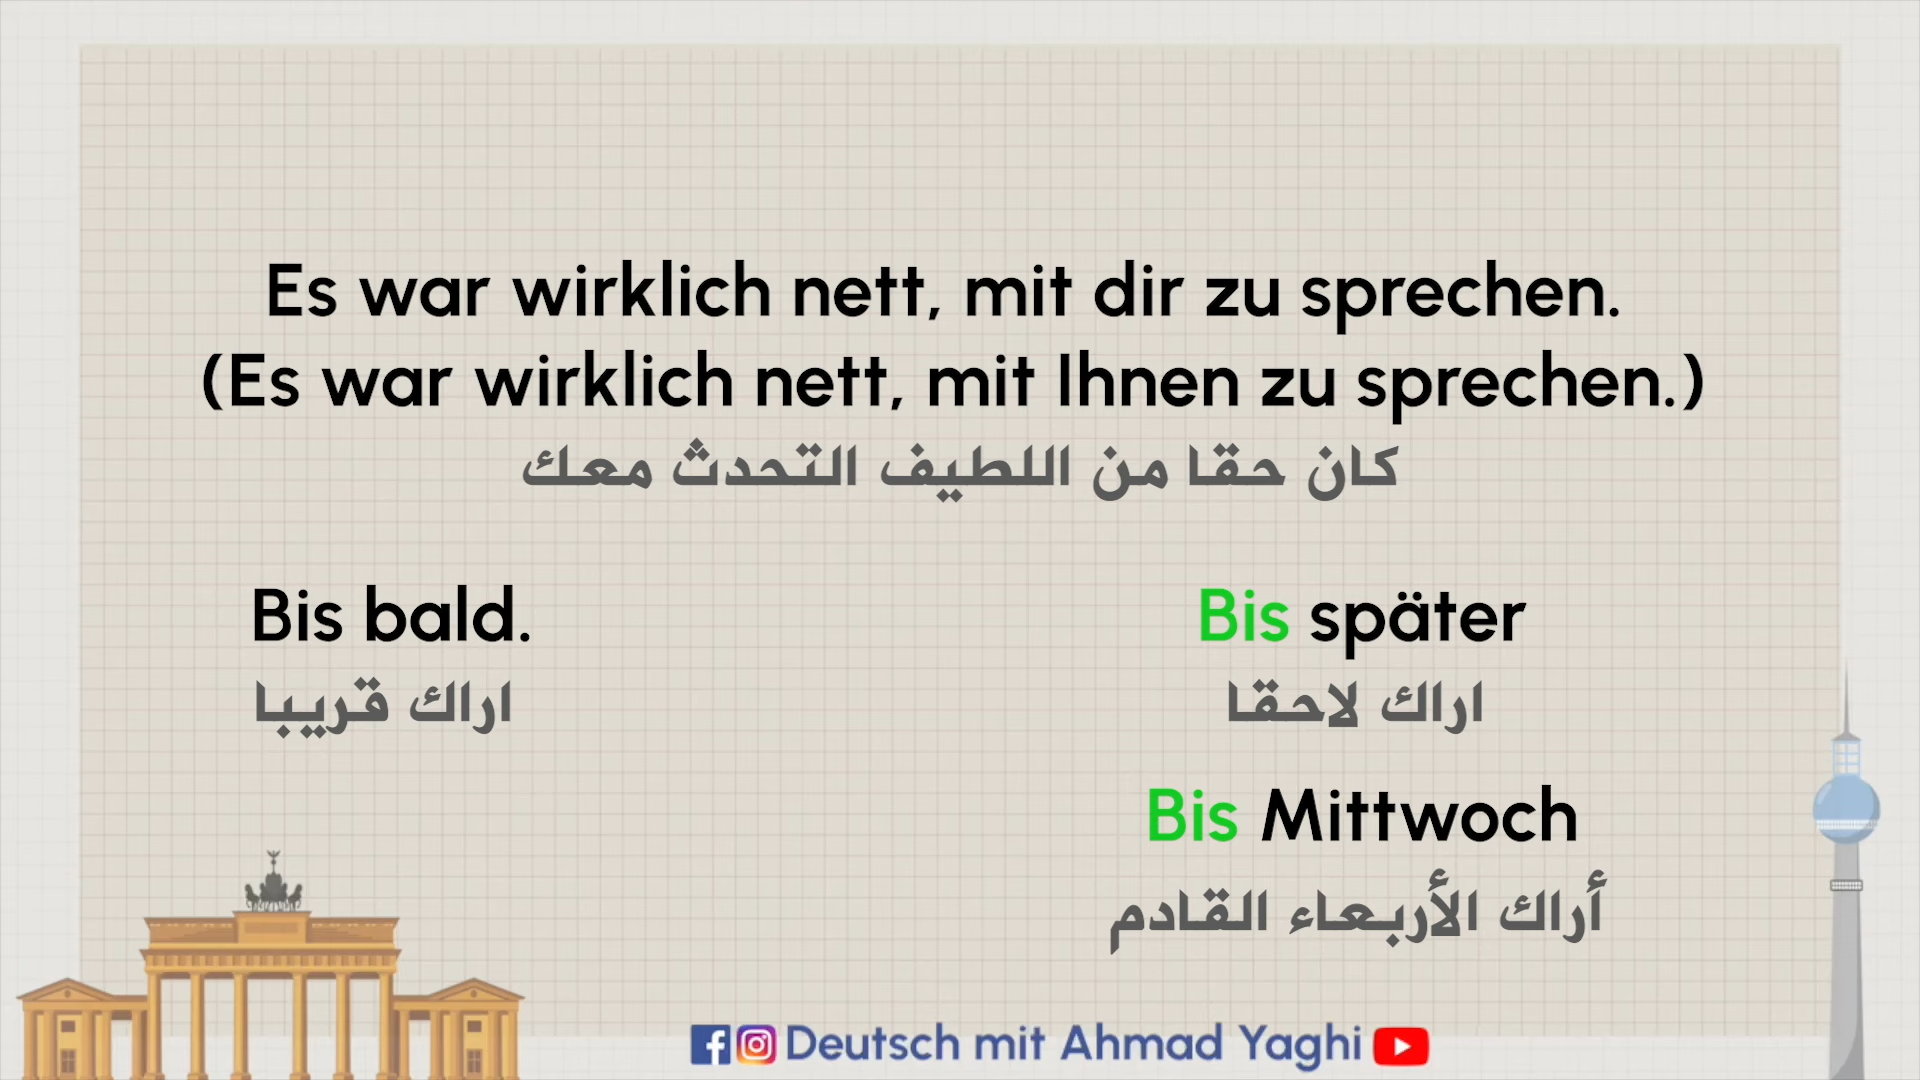 Es war wirklich nett, mit dir zu sprechen.
(Es war wirklich nett, mit Ihnen zu sprechen.)
كان حقا من اللطيف التحدث معك
Bis bald.
اراك قريبا
Bis später
اراك لاحقا
Bis Mittwoch
أراك الأربعاء القادم
Deutsch mit Ahmad Yaghi